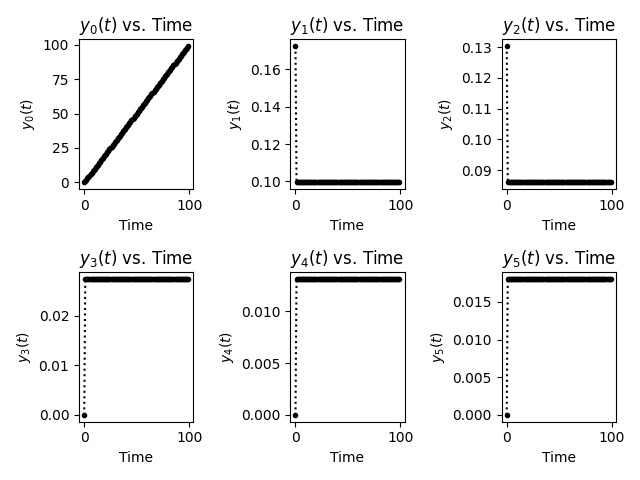 y₀(t) vs. Time
y₁(t) vs. Time
y₂(t) vs. Time
100
75
50
25
0
y₀(t)
0
100
Time
0.16
0.14
0.12
0.10
y₁(t)
0
100
Time
0.13
0.12
0.11
0.10
0.09
y₂(t)
0
100
Time
y₃(t) vs. Time
y₄(t) vs. Time
y₅(t) vs. Time
0.02
0.01
0.00
y₃(t)
0
100
Time
0.010
0.005
0.000
y₄(t)
0
100
Time
0.015
0.010
0.005
0.000
y₅(t)
0
100
Time